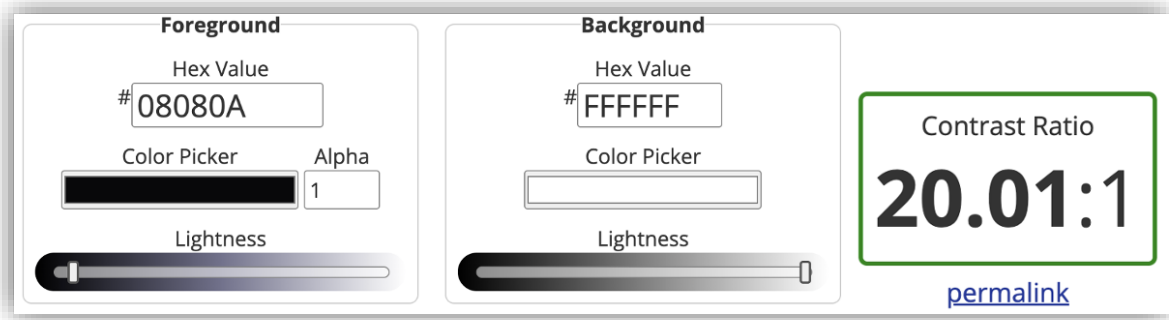 Foreground
Hex Value
#08080A
Color Picker
Alpha
1
Lightness
Background
Hex Value
#FFFFFF
Color Picker
Lightness
Contrast Ratio
20.01:1
permalink